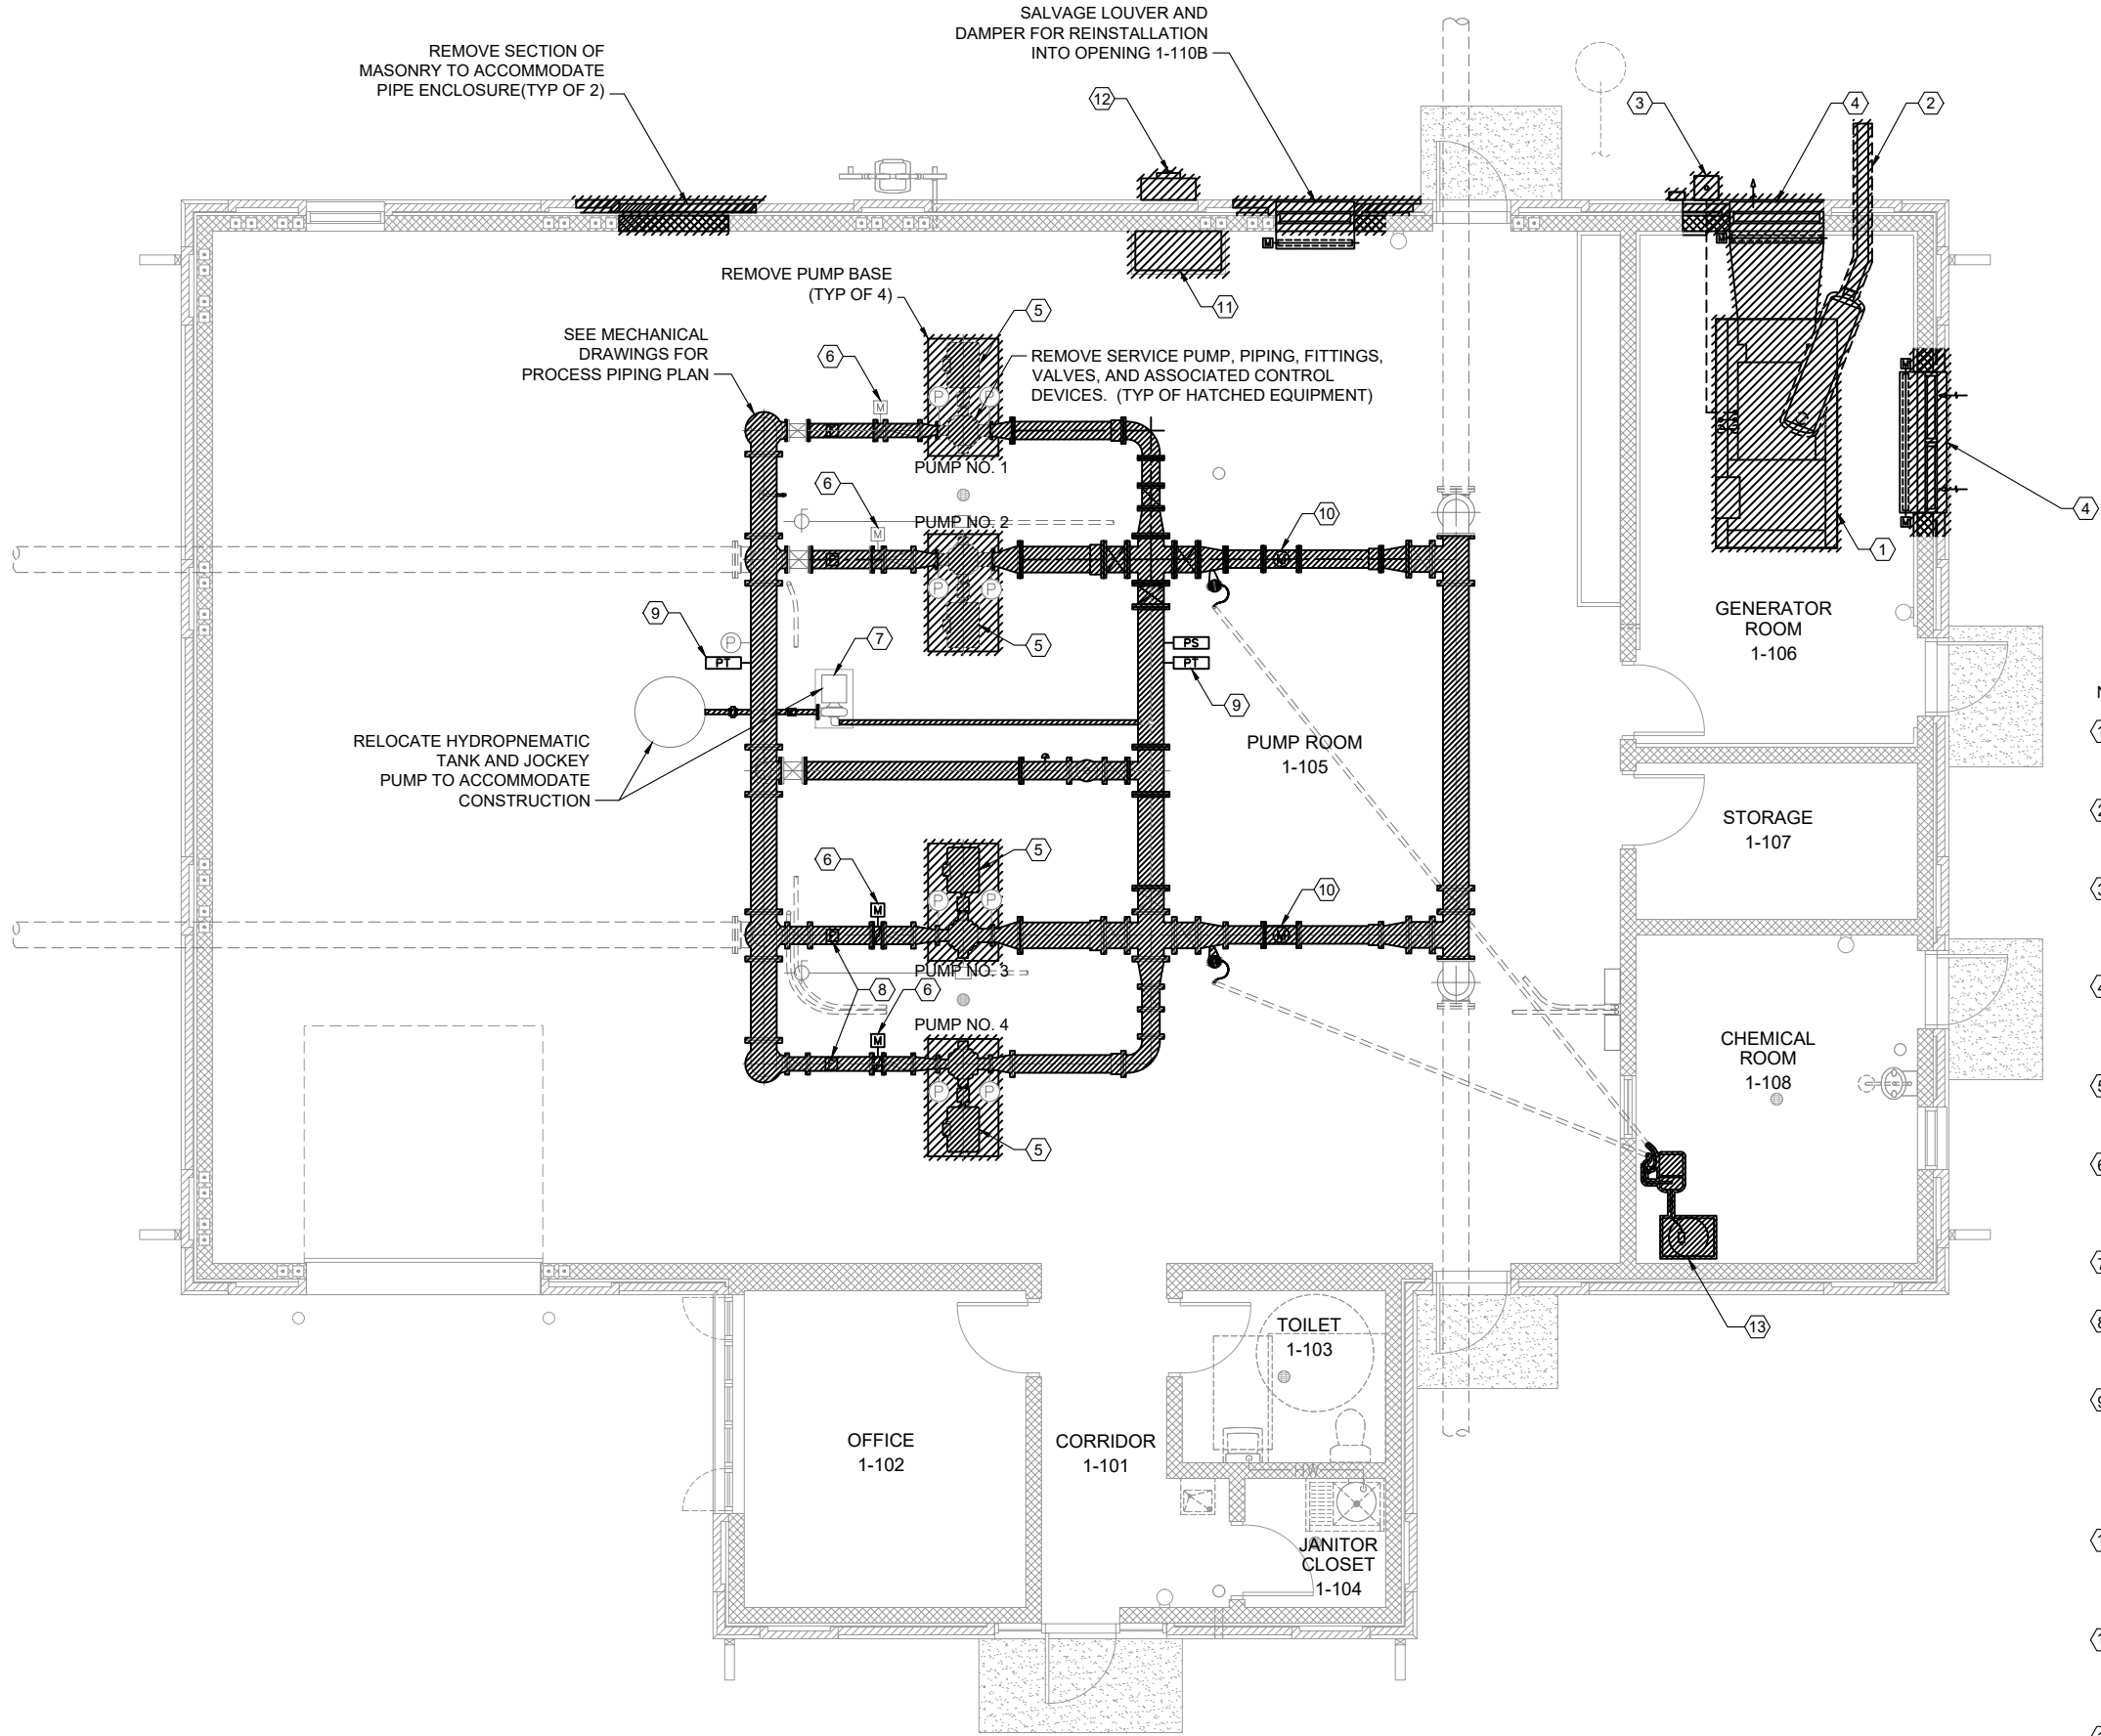 SALVAGE LOUVER AND
DAMPER FOR REINSTALLATION
INTO OPENING 1-110B
REMOVE SECTION OF
MASONRY TO ACCOMMODATE
PIPE ENCLOSURE(TYP OF 2)
12
3
4
2
REMOVE PUMP BASE
(TYP OF 4)
11
5
SEE MECHANICAL
DRAWINGS FOR
PROCESS PIPING PLAN
6
REMOVE SERVICE PUMP, PIPING, FITTINGS,
VALVES, AND ASSOCIATED CONTROL
DEVICES. (TYP OF HATCHED EQUIPMENT)
M
P
P
PUMP NO. 1
6
M
PUMP NO. 2
10
4
1
P
P
9
P
PT
7
5
PS
PT
9
GENERATOR
ROOM
1-106
RELOCATE HYDROPNEMATIC
TANK AND JOCKEY
PUMP TO ACCOMMODATE
CONSTRUCTION
PUMP ROOM
1-105
STORAGE
1-107
6
5
10
M
P
P
PUMP NO. 3
8
6
PUMP NO. 4
M
P
P
5
CHEMICAL
ROOM
1-108
13
TOILET
1-103
OFFICE
1-102
CORRIDOR
1-101
JANITOR
CLOSET
1-104